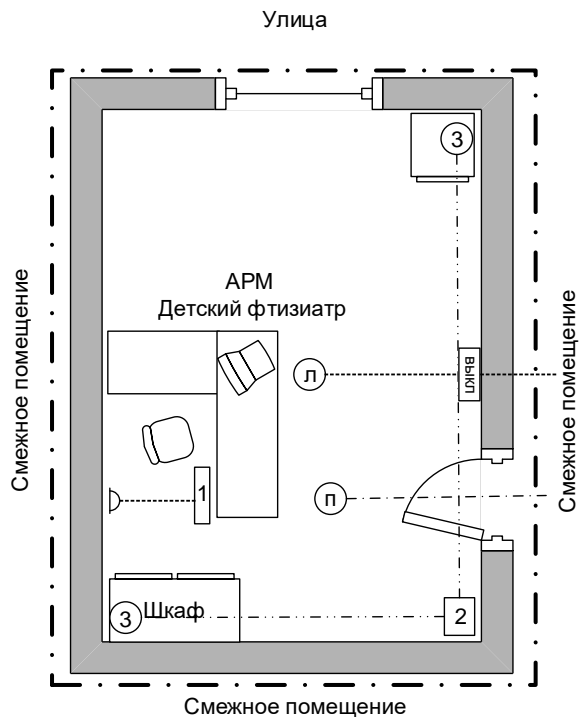 Улица
3
АРМ
Детский фтизиатр
Смежное помещение
Смежное помещение
Л
ВЫКЛ
1
П
3
Шкаф
2
Смежное помещение